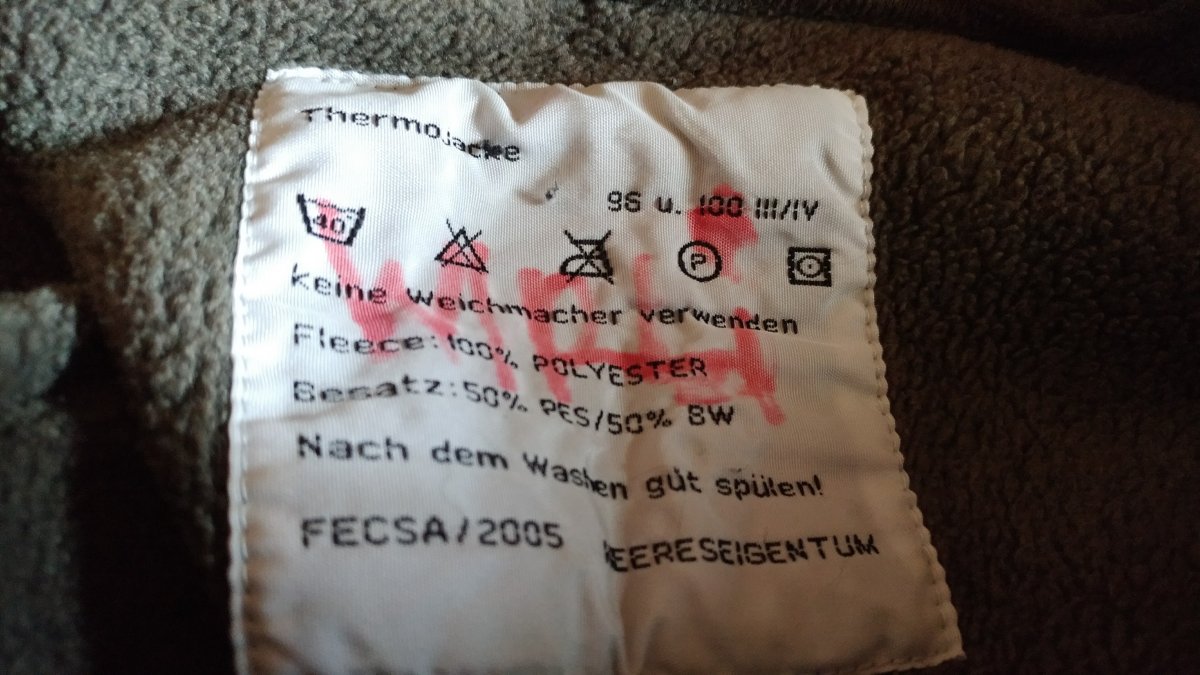 Thermojacke
96 u. 100 III/IV
40 P
Keine Weichmacher verwenden
Fleece: 100% POLYESTER
Besatz: 50% PES/50% BW
Nach dem Waschen gut spülen!
FECSA/2005 HEERESEIGENTUM